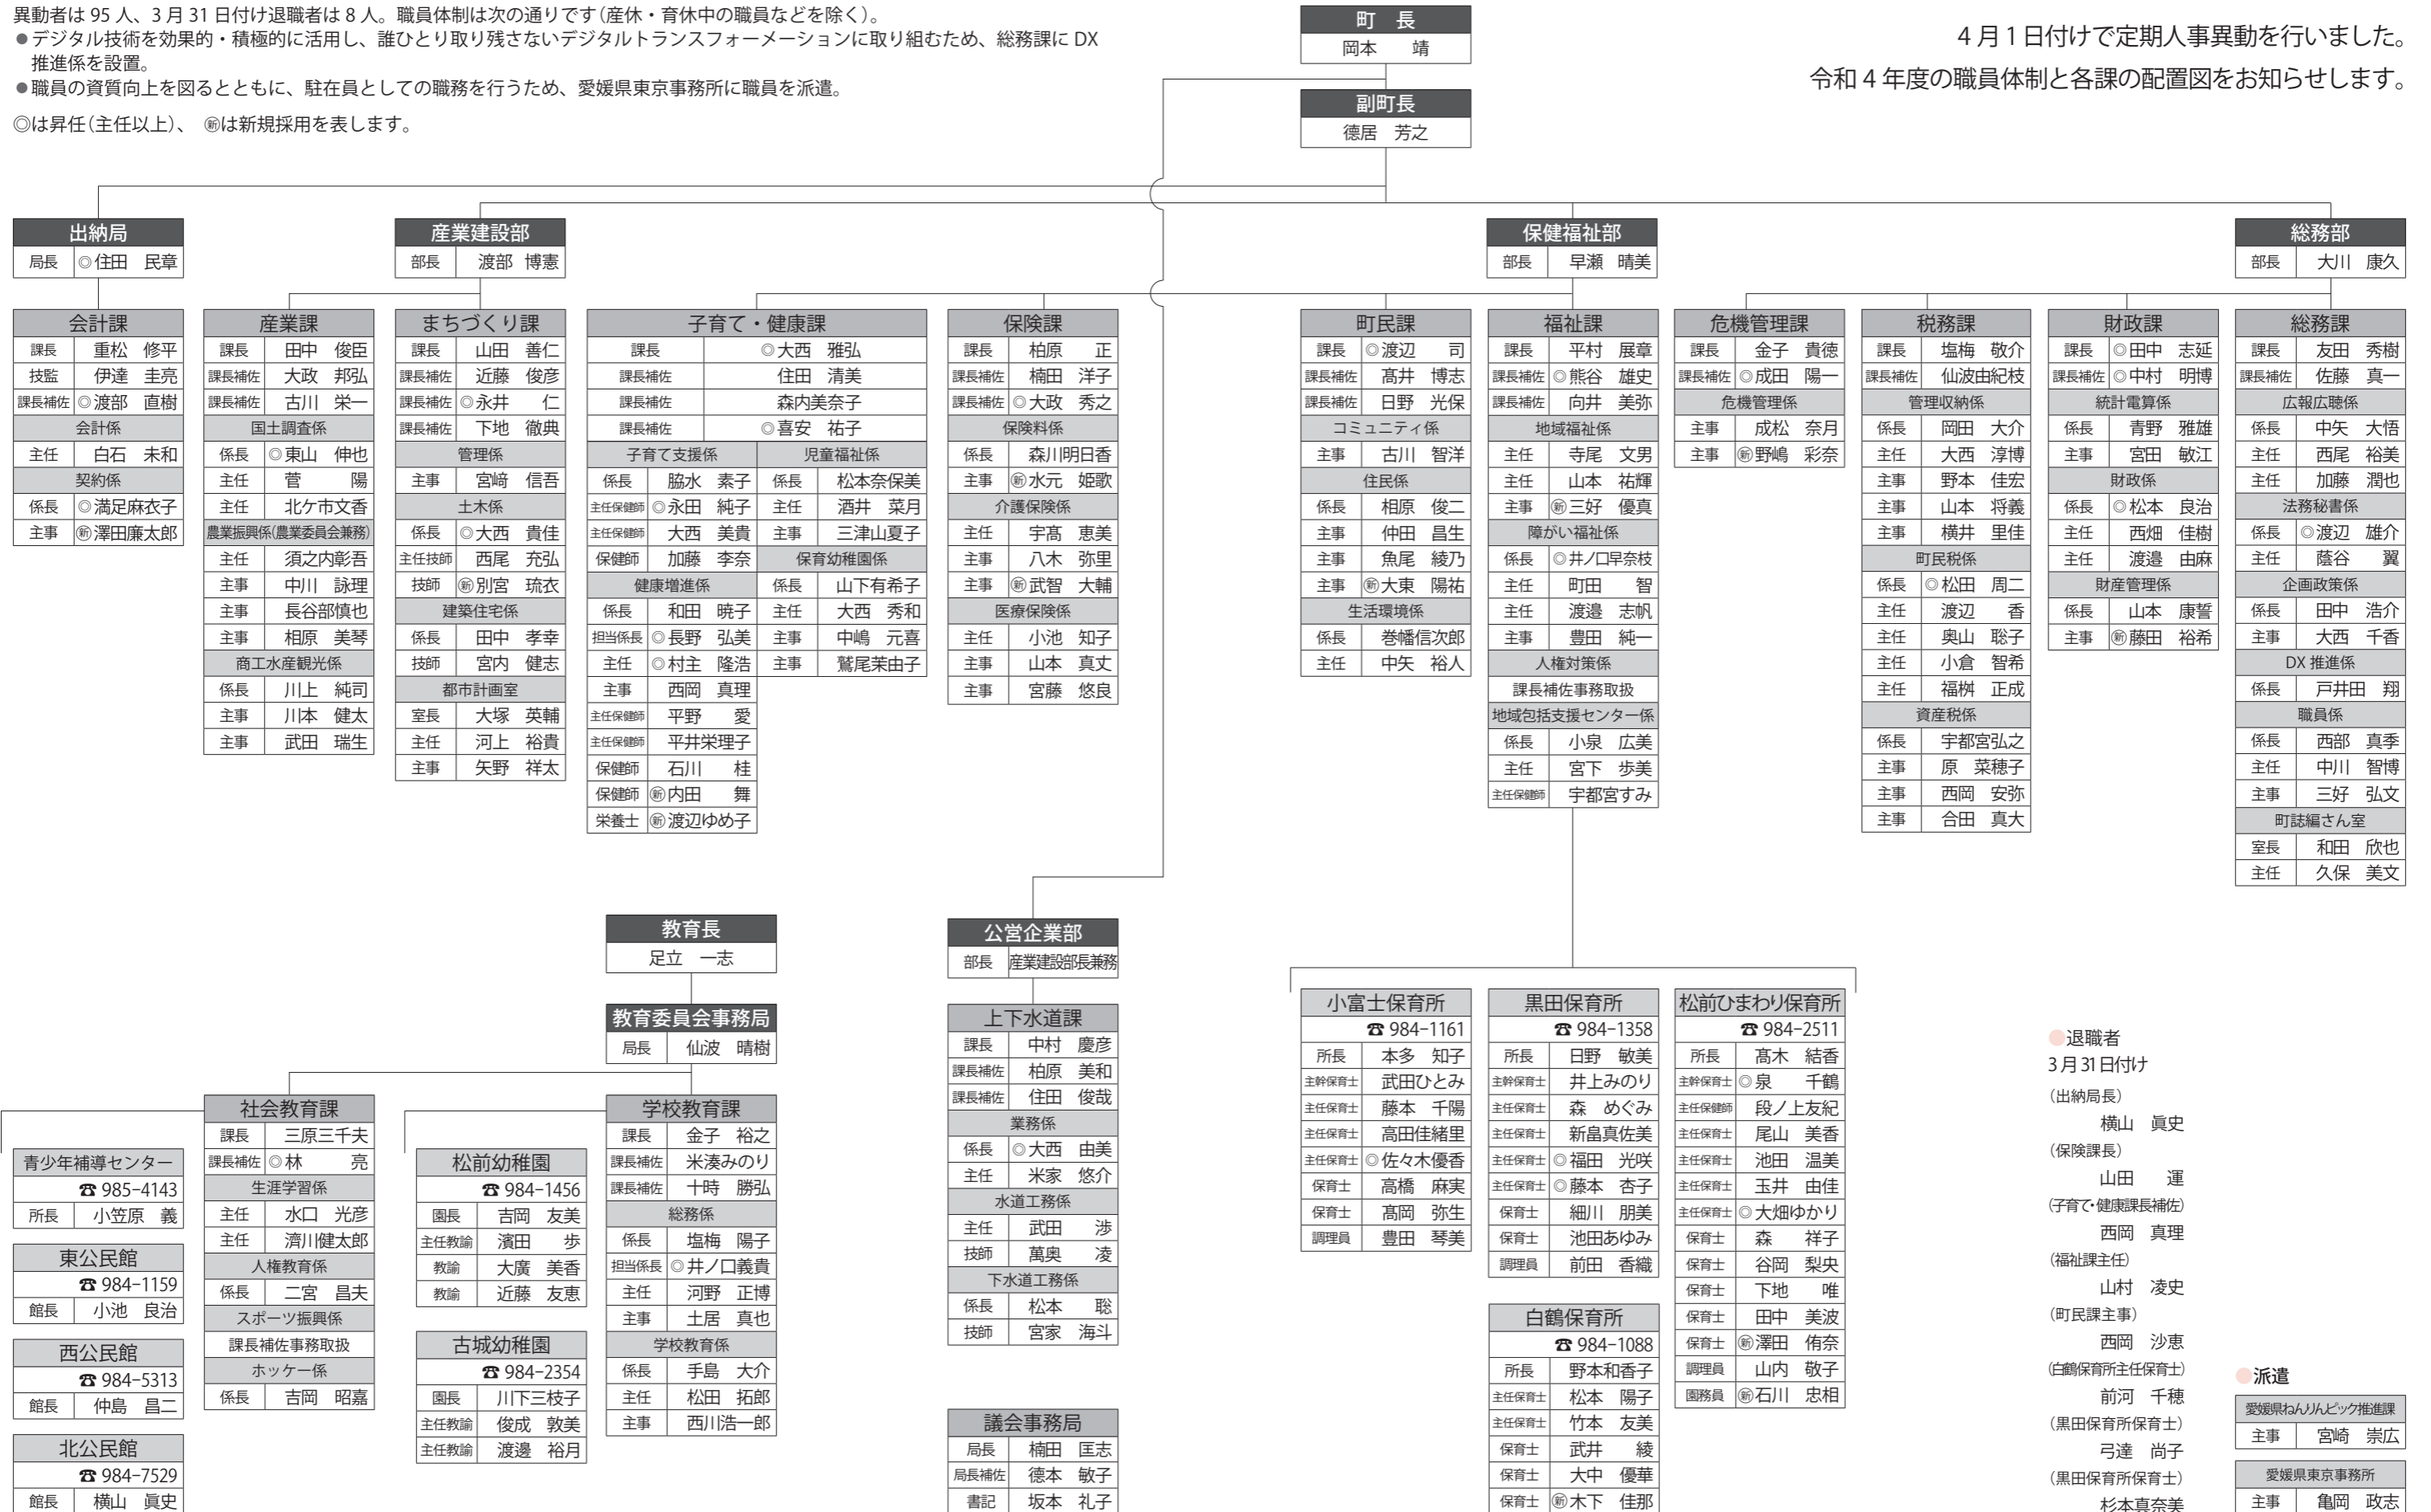 異動者は 95 人、3 月 31 日付け退職者は 8 人。職員体制は次の通りです(産休・育休中の職員などを除く)。
●デジタル技術を効果的・積極的に活用し、誰ひとり取り残さないデジタルトランスフォーメーションに取り組むため、総務課に DX
推進係を設置。
●職員の資質向上を図るとともに、駐在員としての職務を行うため、愛媛県東京事務所に職員を派遣。
◎は昇任(主任以上)、 ㊟は新規採用を表します。
4 月 1 日付けで定期人事異動を行いました。
令和 4 年度の職員体制と各課の配置図をお知らせします。
町 長
岡本 靖
副町長
德居 芳之
出納局
局長 ◎住田 民章
会計課
課長 重松 修平
技監 伊達 圭亮
課長補佐 ◎渡部 直樹
会計係
主任 白石 未和
契約係
係長 ◎満足麻衣子
主事 新澤田廉太郎
産業建設部
部長 渡部 博憲
産業課
課長 田中 俊臣
課長補佐 大政 邦弘
課長補佐 古川 栄一
国土調査係
係長 ◎東山 伸也
主任 菅 陽
主任 北ケ市文香
農業振興係(農業委員会兼務)
主任 須之内彰吾
主事 中川 詠理
主事 長谷部慎也
主事 相原 美琴
商工水産観光係
係長 川上 純司
主事 川本 健太
主事 武田 瑞生
まちづくり課
課長 山田 善仁
課長補佐 近藤 俊彦
課長補佐 ◎永井 仁
課長補佐 下地 徹典
管理係
主事 宮﨑 信吾
土木係
係長 ◎大西 貴佳
主任技師 西尾 充弘
技師 新別宮 琉衣
建築住宅係
係長 田中 孝幸
技師 宮内 健志
都市計画室
室長 大塚 英輔
主任 河上 裕貴
主事 矢野 祥太
保健福祉部
部長 早瀬 晴美
子育て・健康課
課長 ◎大西 雅弘
課長補佐 住田 清美
課長補佐 森内美奈子
課長補佐 ◎喜安 祐子
子育て支援係
係長 脇水 素子
主任保健師 ◎永田 純子
主任保健師 大西 美貴
保健師 加藤 李奈
健康増進係
係長 和田 暁子
担当係長 ◎長野 弘美
主任 ◎村主 隆浩
主事 西岡 真理
主任保健師 平野 愛
主任保健師 平井栄理子
保健師 石川 桂
保健師 新内田 舞
栄養士 新渡辺ゆめ子
児童福祉係
係長 松本奈保美
主任 酒井 菜月
主事 三津山夏子
保育幼稚園係
係長 山下有希子
主任 大西 秀和
主事 中嶋 元喜
主事 鷲尾茉由子
保険課
課長 柏原 正
課長補佐 楠田 洋子
課長補佐 ◎大政 秀之
保険料係
係長 森川明日香
主事 新水元 姫歌
介護保険係
主任 宇髙 恵美
主事 八木 弥里
主事 新武智 大輔
医療保険係
主任 小池 知子
主事 山本 真丈
主事 宮藤 悠良
町民課
課長 ◎渡辺 司
課長補佐 髙井 博志
課長補佐 日野 光保
コミュニティ係
主事 古川 智洋
住民係
係長 相原 俊二
主事 仲田 昌生
主事 魚尾 綾乃
主事 新大東 陽祐
生活環境係
係長 巻幡信次郎
主任 中矢 裕人
福祉課
課長 平村 展章
課長補佐 ◎熊谷 雄史
課長補佐 向井 美弥
地域福祉係
主任 寺尾 文男
主任 山本 祐輝
主事 新三好 優真
障がい福祉係
係長 ◎井ノ口早奈枝
主任 町田 智
主任 渡邉 志帆
主事 豊田 純一
人権対策係
課長補佐事務取扱
地域包括支援センター係
係長 小泉 広美
主任 宮下 歩美
主任保健師 宇都宮すみ
総務部
部長 大川 康久
危機管理課
課長 金子 貴徳
課長補佐 ◎成田 陽一
危機管理係
主事 成松 奈月
主事 新野嶋 彩奈
税務課
課長 塩梅 敬介
課長補佐 仙波由紀枝
管理収納係
係長 岡田 大介
主任 大西 淳博
主事 野本 佳宏
主事 山本 将義
主事 横井 里佳
町民税係
係長 ◎松田 周二
主任 渡辺 香
主任 奥山 聡子
主任 小倉 智希
主任 福桝 正成
資産税係
係長 宇都宮弘之
主事 原 菜穂子
主事 西岡 安弥
主事 合田 真大
財政課
課長 ◎田中 志延
課長補佐 ◎中村 明博
統計電算係
係長 青野 雅雄
主事 宮田 敏江
財政係
係長 ◎松本 良治
主任 西畑 佳樹
主任 渡邉 由麻
財産管理係
係長 山本 康誓
主事 新藤田 裕希
総務課
課長 友田 秀樹
課長補佐 佐藤 真一
広報広聴係
係長 中矢 大悟
主任 西尾 裕美
主任 加藤 潤也
法務秘書係
係長 ◎渡辺 雄介
主任 蔭谷 翼
企画政策係
係長 田中 浩介
主事 大西 千香
DX 推進係
係長 戸井田 翔
職員係
係長 西部 真季
主任 中川 智博
主事 三好 弘文
町誌編さん室
室長 和田 欣也
主任 久保 美文
教育長
足立 一志
教育委員会事務局
局長 仙波 晴樹
社会教育課
課長 三原三千夫
課長補佐 ◎林 亮
生涯学習係
主任 水口 光彦
主任 濟川健太郎
人権教育係
係長 二宮 昌夫
スポーツ振興係
課長補佐事務取扱
ホッケー係
係長 吉岡 昭嘉
青少年補導センター
☎ 985−4143
所長 小笠原 義
東公民館
☎ 984−1159
館長 小池 良治
西公民館
☎ 984−5313
館長 仲島 昌二
北公民館
☎ 984−7529
館長 横山 眞史
学校教育課
課長 金子 裕之
課長補佐 米湊みのり
課長補佐 十時 勝弘
総務係
係長 塩梅 陽子
担当係長 ◎井ノ口義貴
主任 河野 正博
主事 土居 真也
学校教育係
係長 手島 大介
主任 松田 拓郎
主事 西川浩一郎
松前幼稚園
☎ 984−1456
園長 吉岡 友美
主任教諭 濱田 歩
教諭 大廣 美香
教諭 近藤 友恵
古城幼稚園
☎ 984−2354
園長 川下三枝子
主任教諭 俊成 敦美
主任教諭 渡邊 裕月
公営企業部
部長 産業建設部長兼務
上下水道課
課長 中村 慶彦
課長補佐 柏原 美和
課長補佐 住田 俊哉
業務係
係長 ◎大西 由美
主任 米家 悠介
水道工務係
主任 武田 渉
技師 萬奥 凌
下水道工務係
係長 松本 聡
技師 宮家 海斗
議会事務局
局長 楠田 匡志
局長補佐 德本 敏子
書記 坂本 礼子
小富士保育所
☎ 984−1161
所長 本多 知子
主幹保育士 武田ひとみ
主任保育士 藤本 千陽
主任保育士 高田佳緒里
主任保育士 ◎佐々木優香
保育士 高橋 麻実
保育士 髙岡 弥生
調理員 豊田 琴美
黒田保育所
☎ 984−1358
所長 日野 敏美
主幹保育士 井上みのり
主任保育士 森 めぐみ
主任保育士 新畠真佐美
主任保育士 ◎福田 光咲
主任保育士 ◎藤本 杏子
保育士 細川 朋美
保育士 池田あゆみ
調理員 前田 香織
白鶴保育所
☎ 984−1088
所長 野本和香子
主任保育士 松本 陽子
主任保育士 竹本 友美
保育士 武井 綾
保育士 大中 優華
保育士 新木下 佳那
松前ひまわり保育所
☎ 984−2511
所長 髙木 結香
主幹保育士 ◎泉 千鶴
主任保健師 段ノ上友紀
主任保育士 尾山 美香
主任保育士 池田 温美
主任保育士 玉井 由佳
主任保育士 ◎大畑ゆかり
保育士 森 祥子
保育士 谷岡 梨央
保育士 下地 唯
保育士 田中 美波
保育士 新澤田 侑奈
調理員 山内 敬子
園務員 新石川 忠相
●退職者
3 月 31 日付け
(出納局長)
横山 眞史
(保険課長)
山田 運
(子育て・健康課長補佐)
西岡 真理
(福祉課主任)
山村 凌史
(町民課主事)
西岡 沙恵
(白鶴保育所主任保育士)
前河 千穂
(黒田保育所保育士)
弓達 尚子
(黒田保育所保育士)
杉本真奈美
●派遣
愛媛県ねんりんピック推進課
主事 宮崎 崇広
愛媛県東京事務所
主事 亀岡 政志